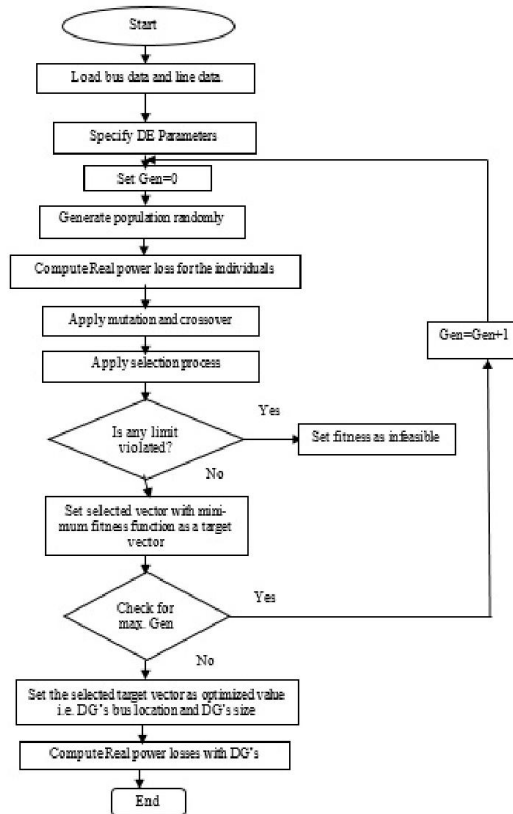 Start
Load bus data and line data.
Specify DE Parameters
Set Gen=0
Generate population randomly
Compute Real power loss for the individuals
Apply mutation and crossover
Gen=Gen+1
Apply selection process
Yes
Is any limit
violated?
Set fitness as infeasible
No
Set selected vector with mini-
mum fitness function as a target
vector
Yes
Check for
max. Gen
No
Set the selected target vector as optimized value
i.e. DG's bus location and DG's size
Compute Real power losses with DG's
End